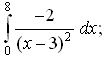 ∫₀⁸ −2/(x−3)² dx;